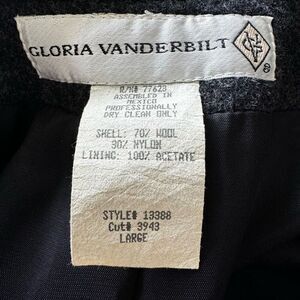 GLORIA VANDERBILT
®
R/N# 77623
ASSEMBLED IN
MEXICO
PROFESSIONALLY
DRY CLEAN ONLY
SHELL: 70% WOOL
30% NYLON
LINING: 100% ACETATE
STYLE# 13388
Cut# 3943
LARGE